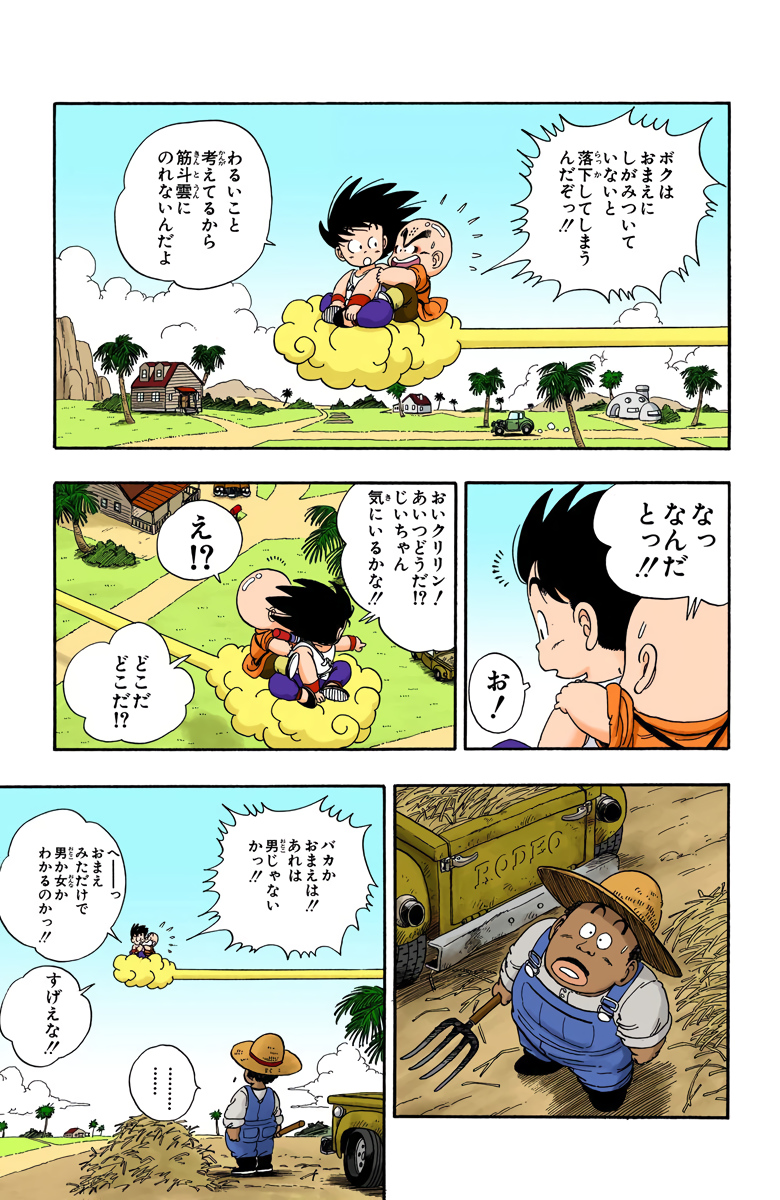 ボクは
おまえに
しがみついて
いないと
落下してしまう
んだぞっ!!
わるいこと
考えてるから
筋斗雲に
のれないんだよ
なっ
なんだ
とっ!!
お!
おいクリリン!
あいつどうだ!?
じいちゃん
気にいるかな!!
え!?
どこだ
どこだ!?
RODEO
バカか
おまえは!!
あれは
男じゃない
かっ!!
へーーっ
おまえ
みただけで
男か女か
わかるのかっ!!
すげえな!!
………
………